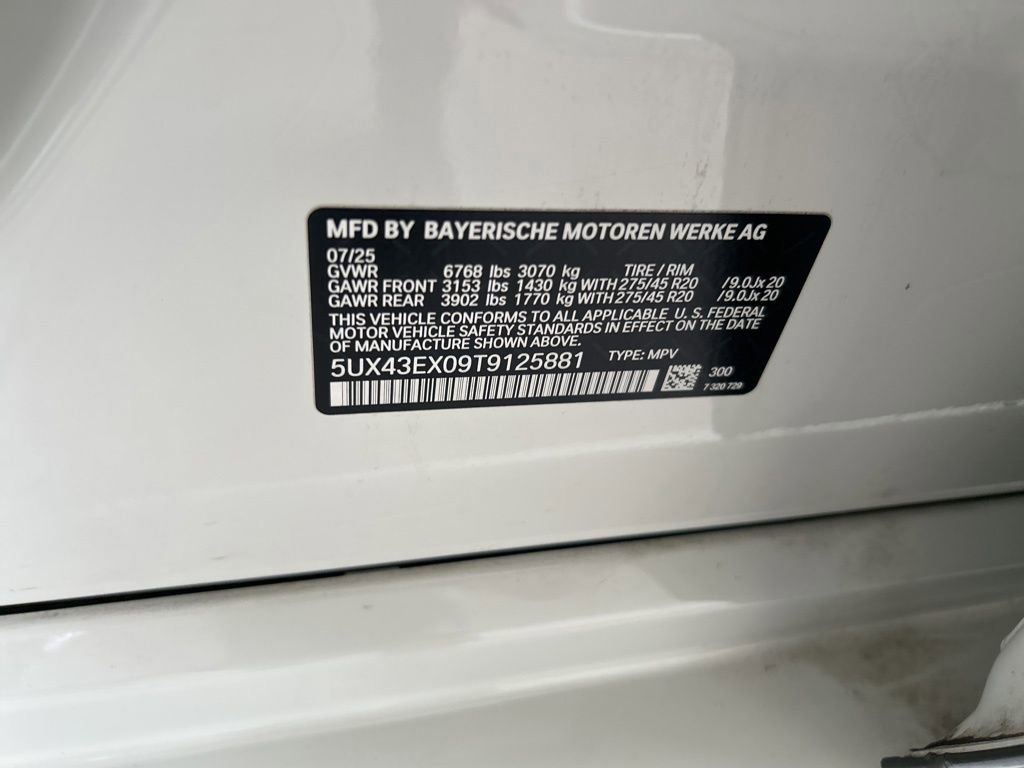 MFD BY BAYERISCHE MOTOREN WERKE AG
07/25
GVWR 6768 lbs 3070 kg TIRE / RIM
GAWR FRONT 3153 lbs 1430 kg WITH 275/45 R20 /9.0Jx20
GAWR REAR 3902 lbs 1770 kg WITH 275/45 R20 /9.0Jx20
THIS VEHICLE CONFORMS TO ALL APPLICABLE U. S. FEDERAL
MOTOR VEHICLE SAFETY STANDARDS IN EFFECT ON THE DATE
OF MANUFACTURE SHOWN ABOVE.
5UX43EX09T9125881 TYPE: MPV
300
7 320 729